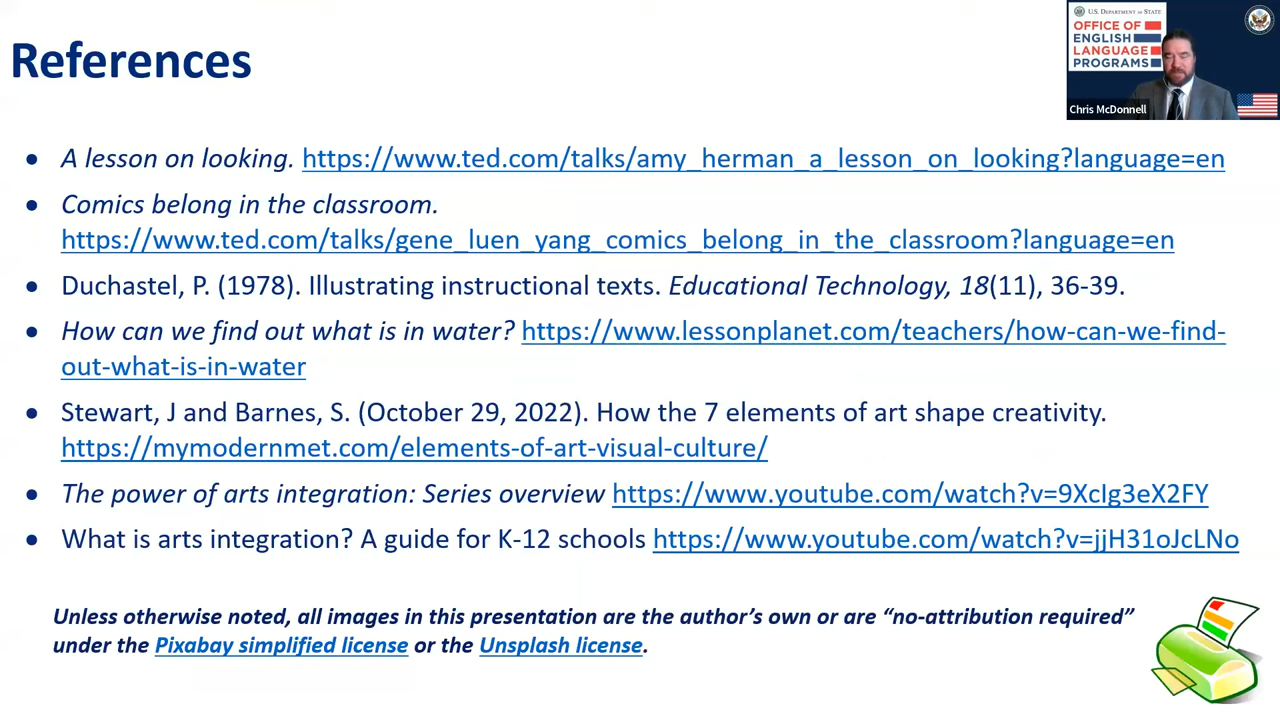 References
U.S. DEPARTMENT OF STATE
OFFICE OF
ENGLISH
LANGUAGE
PROGRAMS
Chris McDonnell
● A lesson on looking. https://www.ted.com/talks/amy_herman_a_lesson_on_looking?language=en
● Comics belong in the classroom.
https://www.ted.com/talks/gene_luen_yang_comics_belong_in_the_classroom?language=en
● Duchastel, P. (1978). Illustrating instructional texts. Educational Technology, 18(11), 36-39.
● How can we find out what is in water? https://www.lessonplanet.com/teachers/how-can-we-find-
out-what-is-in-water
● Stewart, J and Barnes, S. (October 29, 2022). How the 7 elements of art shape creativity.
https://mymodernmet.com/elements-of-art-visual-culture/
● The power of arts integration: Series overview https://www.youtube.com/watch?v=9XcIg3eX2FY
● What is arts integration? A guide for K-12 schools https://www.youtube.com/watch?v=jjH31oJcLNo
Unless otherwise noted, all images in this presentation are the author’s own or are “no-attribution required”
under the Pixabay simplified license or the Unsplash license.